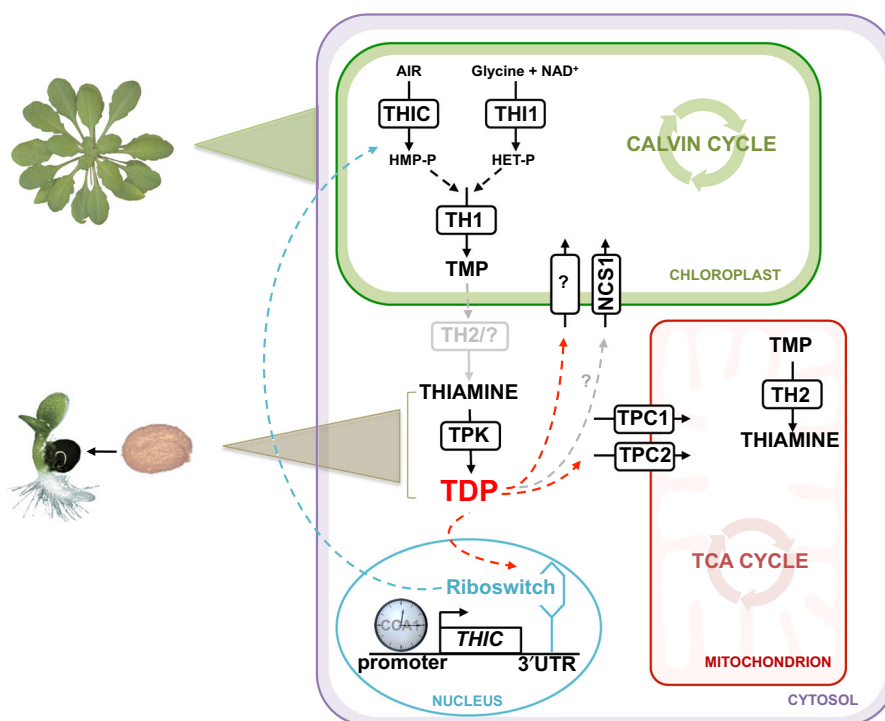 AIR
Glycine + NAD⁺
THIC
THI1
HMP-P
HET-P
CALVIN CYCLE
TH1
TMP
?
NCS1
CHLOROPLAST
TH2/?
?
THIAMINE
TPK
TDP
TPC1
TPC2
TMP
TH2
THIAMINE
TCA CYCLE
MITOCHONDRION
Riboswitch
CCA1
THIC
promoter
3′UTR
NUCLEUS
CYTOSOL